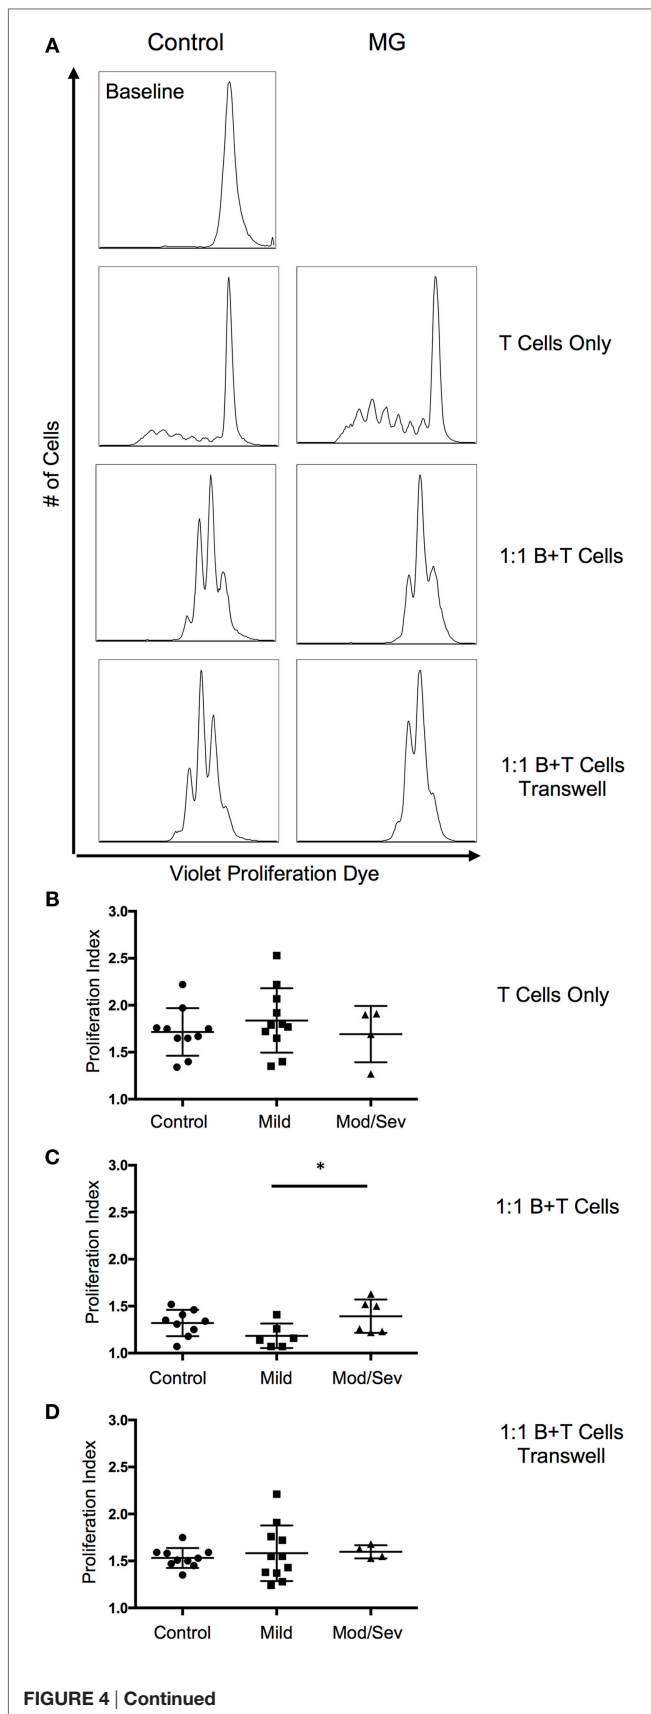 A
Control MG
Baseline
T Cells Only
# of Cells
1:1 B+T Cells
1:1 B+T Cells
Transwell
Violet Proliferation Dye
B
3.0
2.5
2.0
1.5
1.0
Proliferation Index
Control Mild Mod/Sev
T Cells Only
C
3.0
2.5
2.0
1.5
1.0
Proliferation Index
*
Control Mild Mod/Sev
1:1 B+T Cells
D
3.0
2.5
2.0
1.5
1.0
Proliferation Index
Control Mild Mod/Sev
1:1 B+T Cells
Transwell
FIGURE 4 | Continued